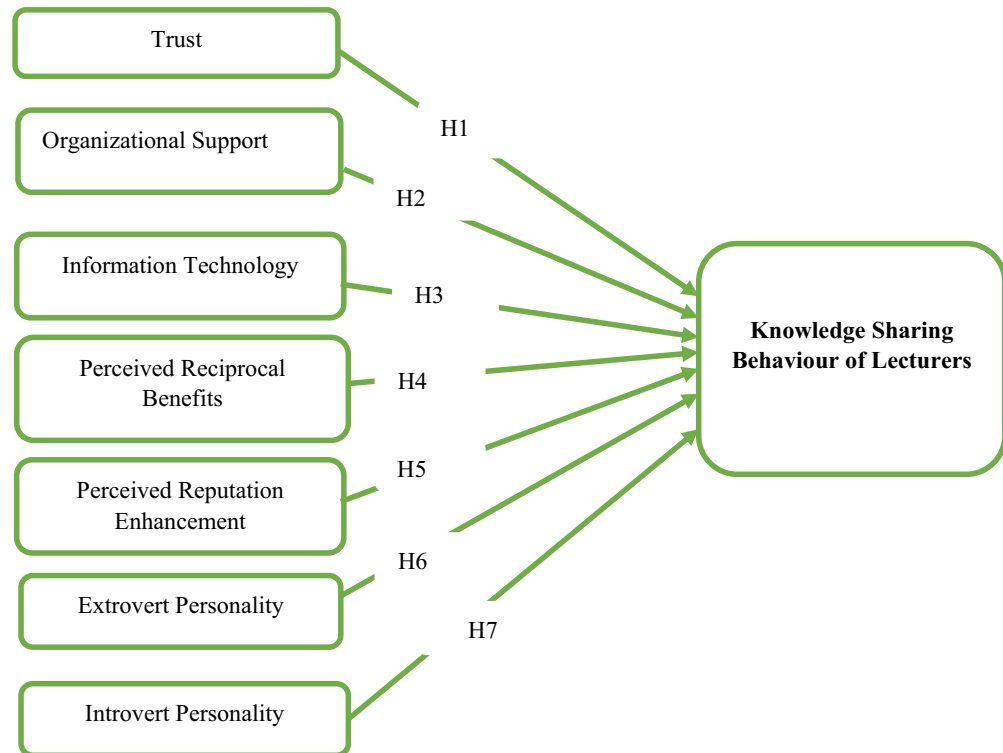 Trust
H1
Organizational Support
H2
Information Technology
H3
Knowledge Sharing
Behaviour of Lecturers
Perceived Reciprocal
Benefits
H4
Perceived Reputation
Enhancement
H5
Extrovert Personality
H6
Introvert Personality
H7